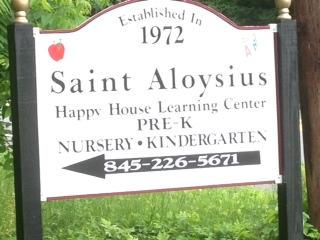 Established In
1972
Saint Aloysius
Happy House Learning Center
PRE-K
NURSERY • KINDERGARTEN
845-226-5671